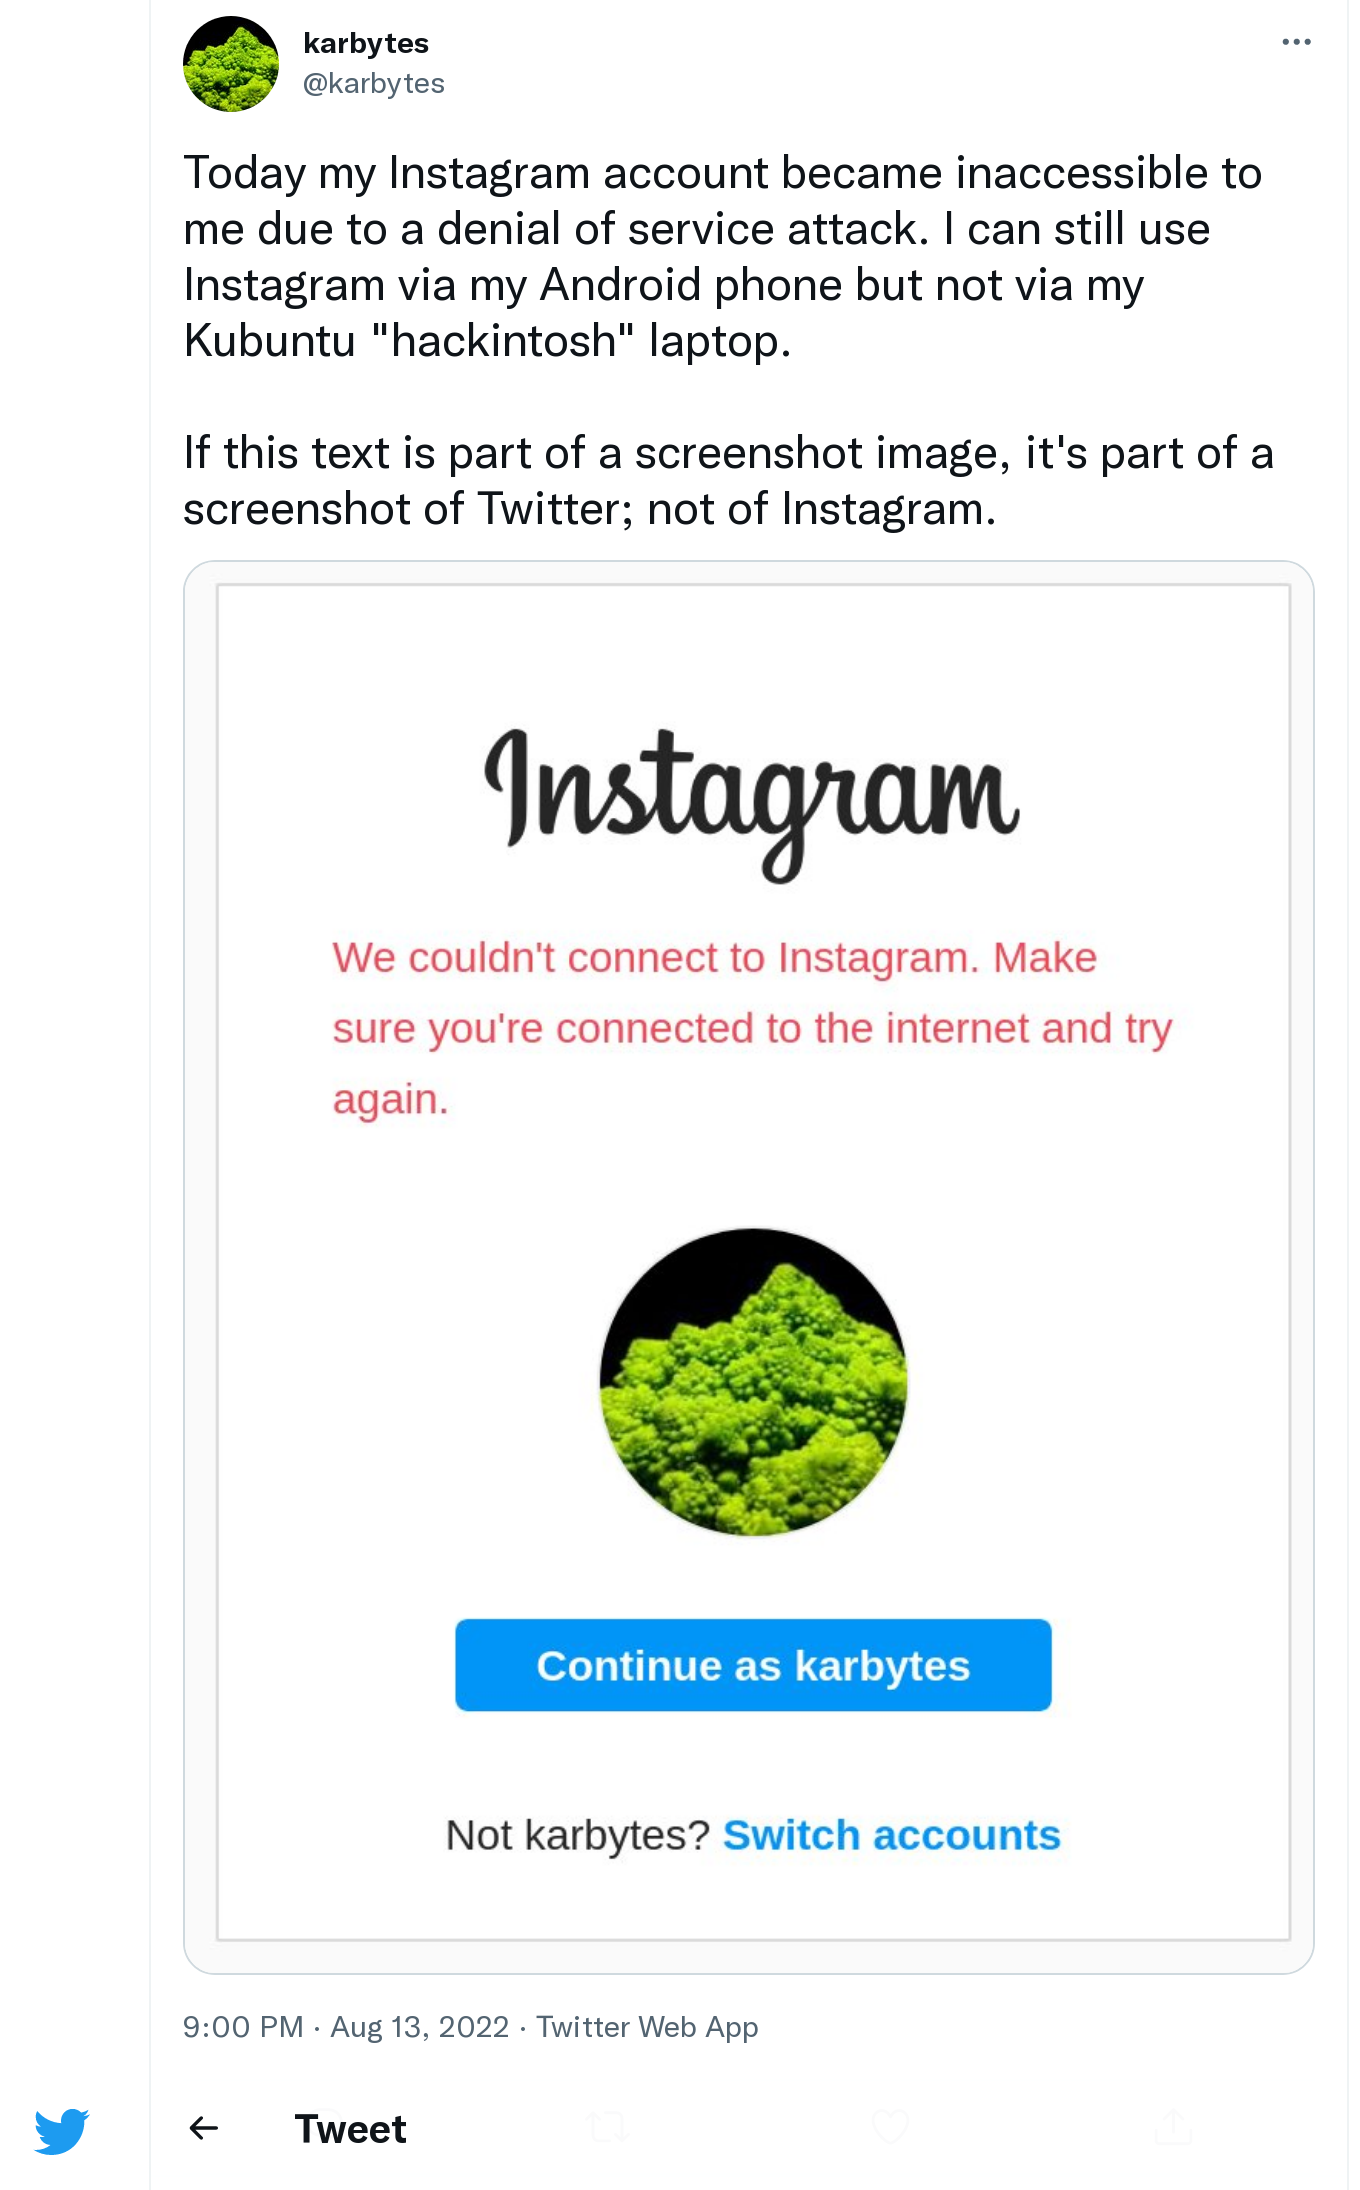 karbytes
@karbytes
Today my Instagram account became inaccessible to
me due to a denial of service attack. I can still use
Instagram via my Android phone but not via my
Kubuntu "hackintosh" laptop.
If this text is part of a screenshot image, it's part of a
screenshot of Twitter; not of Instagram.
Instagram
We couldn't connect to Instagram. Make
sure you're connected to the internet and try
again.
Continue as karbytes
Not karbytes? Switch accounts
9:00 PM · Aug 13, 2022 · Twitter Web App
Tweet